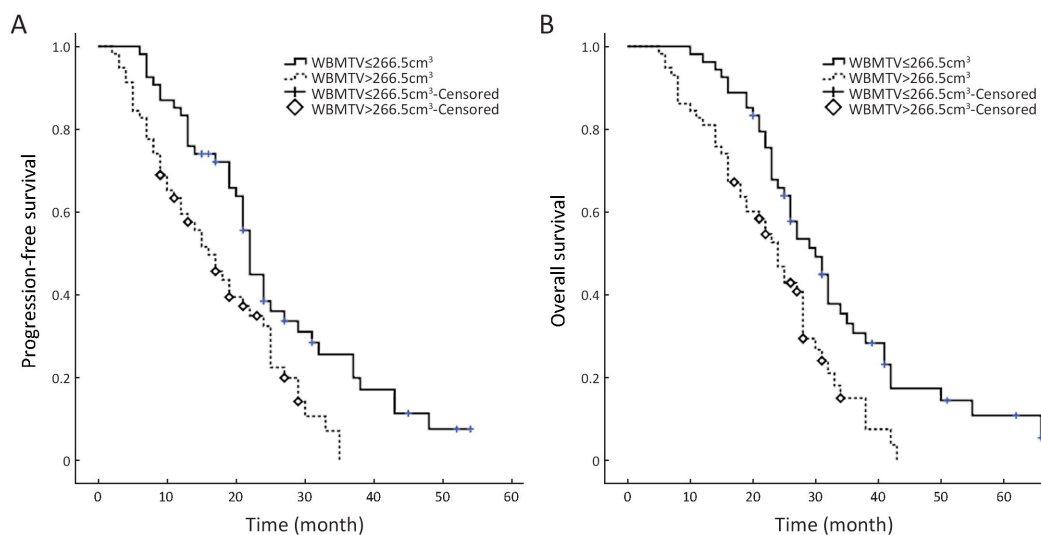 A
1.0
0.8
0.6
0.4
0.2
0
Progression-free survival
WBMTV≤266.5cm³
WBMTV>266.5cm³
WBMTV≤266.5cm³-Censored
WBMTV>266.5cm³-Censored
0 10 20 30 40 50 60
Time (month)
B
1.0
0.8
0.6
0.4
0.2
0
Overall survival
WBMTV≤266.5cm³
WBMTV>266.5cm³
WBMTV≤266.5cm³-Censored
WBMTV>266.5cm³-Censored
0 10 20 30 40 50 60
Time (month)